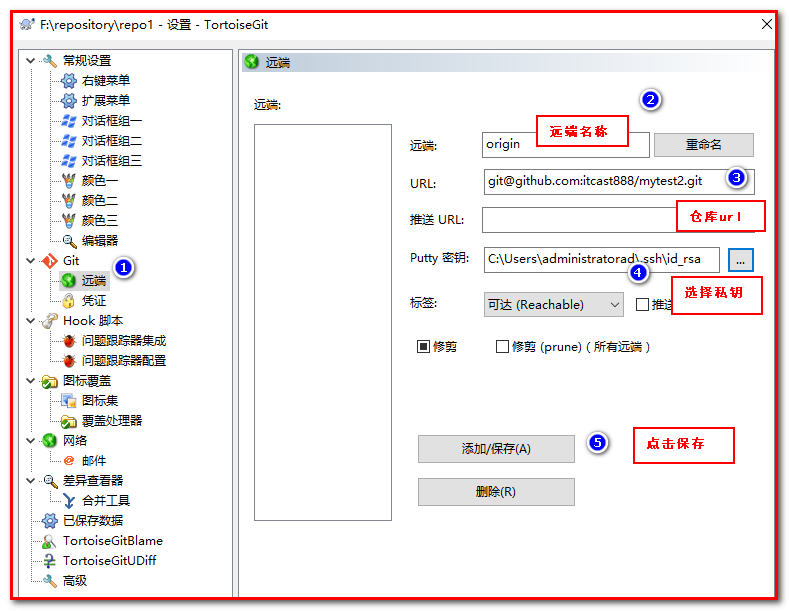 F:\repository\repo1 - 设置 - TortoiseGit
常规设置
右键菜单
扩展菜单
对话框组一
对话框组二
对话框组三
颜色一
颜色二
颜色三
编辑器
Git
远端
1
凭证
Hook 脚本
问题跟踪器集成
问题跟踪器配置
图标覆盖
图标集
覆盖处理器
网络
邮件
差异查看器
合并工具
已保存数据
TortoiseGitBlame
TortoiseGitUDiff
高级
远端
远端:
2
远端名称
远端:
origin
重命名
URL:
git@github.com:itcast888/mytest2.git
3
推送 URL:
仓库url
Putty 密钥:
C:\Users\administratorad\.ssh\id_rsa
...
4
选择私钥
标签:
可达 (Reachable)
推送
修剪
修剪 (prune) ( 所有远端 )
添加/保存(A)
5
点击保存
删除(R)